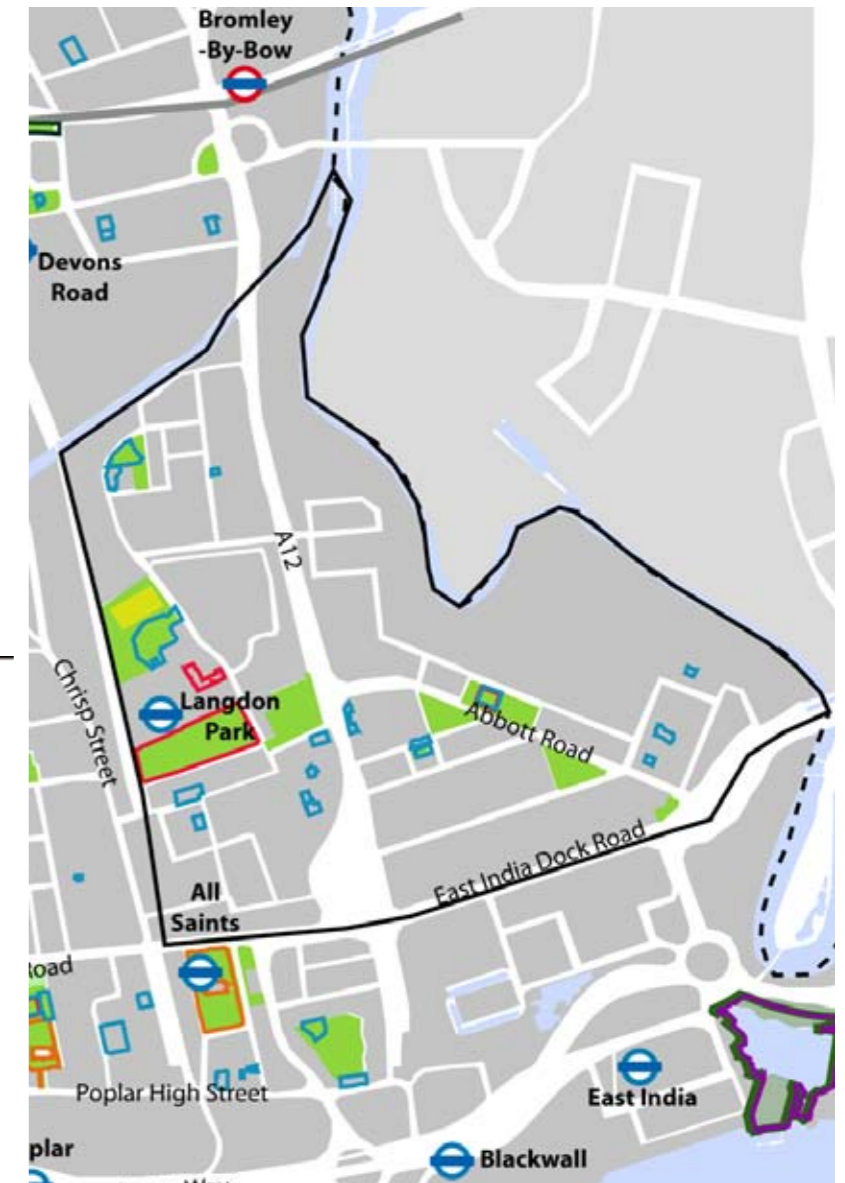 Bromley
-By-Bow
Devons
Road
A12
Chrisp Street
Langdon
Park
Abbott Road
East India Dock Road
All
Saints
Road
Poplar High Street
East India
plar
Blackwall
Way